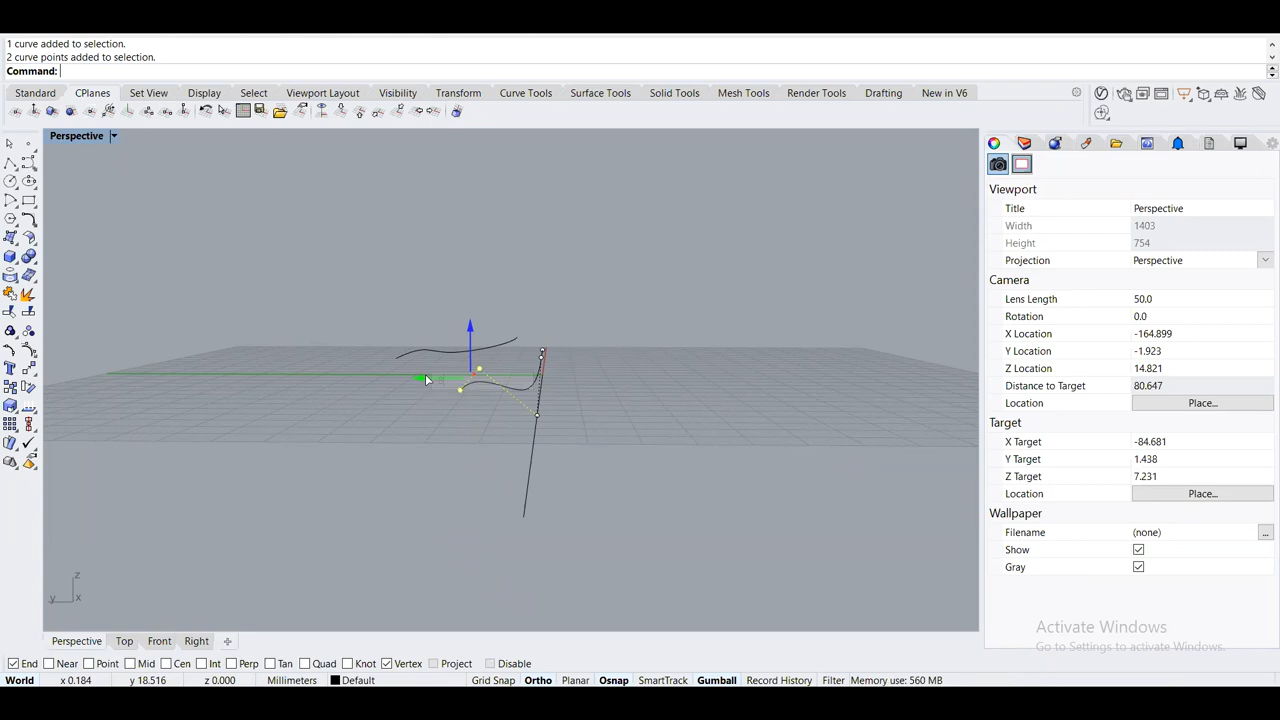 1 curve added to selection.
2 curve points added to selection.
Command:
Standard CPlanes Set View Display Select Viewport Layout Visibility Transform Curve Tools Surface Tools Solid Tools Mesh Tools Render Tools Drafting New in V6
Perspective
Viewport
Title Perspective
Width 1403
Height 754
Projection Perspective
Camera
Lens Length 50.0
Rotation 0.0
X Location -164.899
Y Location -1.923
Z Location 14.821
Distance to Target 80.647
Location Place...
Target
X Target -84.681
Y Target 1.438
Z Target 7.231
Location Place...
Wallpaper
Filename (none) ...
Show
Gray
z
y x
Activate Windows
Go to Settings to activate Windows.
Perspective Top Front Right
End Near Point Mid Cen Int Perp Tan Quad Knot Vertex Project Disable
World x 0.184 y 18.516 z 0.000 Millimeters Default Grid Snap Ortho Planar Osnap SmartTrack Gumball Record History Filter Memory use: 560 MB